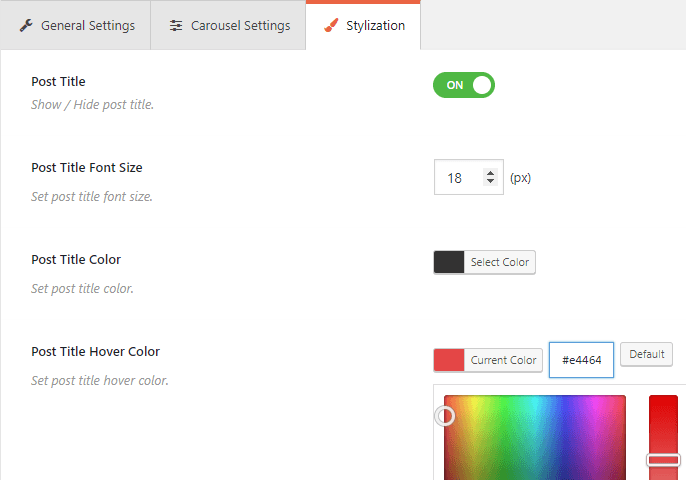 General Settings
Carousel Settings
Stylization
Post Title
ON
Show / Hide post title.
Post Title Font Size
18
(px)
Set post title font size.
Post Title Color
Select Color
Set post title color.
Post Title Hover Color
Current Color
#e4464
Default
Set post title hover color.